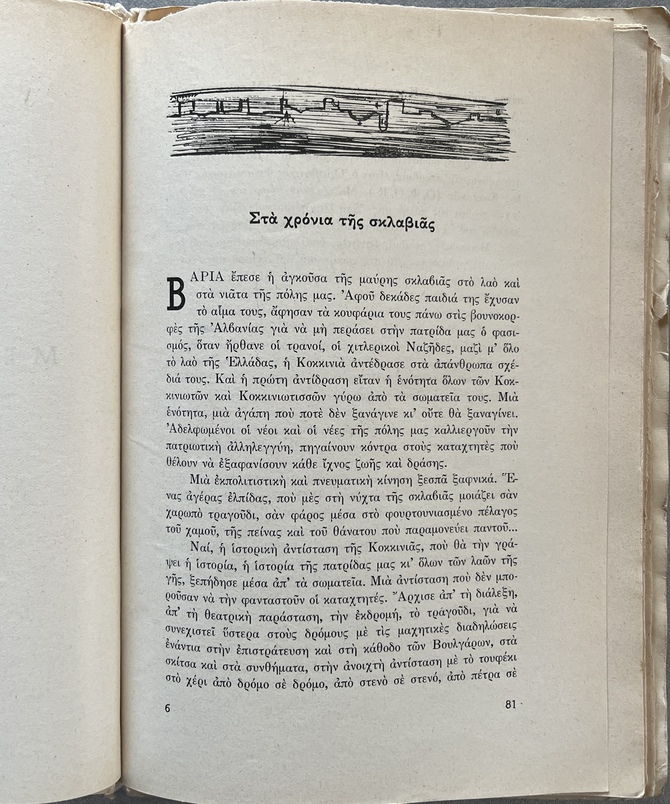 Στὰ χρόνια τῆς σκλαβιᾶς
ΒΑΡΙΑ ἔπεσε ἡ ἀγκούσα τῆς μαύρης σκλαβιᾶς στὸ λαὸ καὶ
στὰ νιᾶτα τῆς πόλης μας. Ἀφοῦ δεκάδες παιδιά της ἔχυσαν
τὸ αἷμα τους, ἄφησαν τὰ κουφάρια τους πάνω στὶς βουνοκορ-
φὲς τῆς Ἀλβανίας γιὰ νὰ μὴ περάσει στὴν πατρίδα μας ὁ φασι-
σμός, ὅταν ἤρθανε οἱ τρανοί, οἱ χιτλερικοὶ Ναζῆδες, μαζὶ μ᾽ ὅλο
τὸ λαὸ τῆς Ἑλλάδας, ἡ Κοκκινιὰ ἀντέδρασε στὰ ἀπάνθρωπα σχέ-
διά τους. Καὶ ἡ πρώτη ἀντίδραση εἴταν ἡ ἑνότητα ὅλων τῶν Κοκ-
κινιωτῶν καὶ Κοκκινιωτισσῶν γύρω ἀπὸ τὰ σωματεῖα τους. Μιὰ
ἑνότητα, μιὰ ἀγάπη ποὺ ποτὲ δὲν ξανάγινε κι᾽ οὔτε θὰ ξαναγίνει.
Ἀδελφωμένοι οἱ νέοι καὶ οἱ νέες τῆς πόλης μας καλλιεργοῦν τὴν
πατριωτικὴ ἀλληλεγγύη, πηγαίνουν κόντρα στοὺς καταχτητὲς ποὺ
θέλουν νὰ ἐξαφανίσουν κάθε ἴχνος ζωῆς καὶ δράσης.
Μιὰ ἐκπολιτιστικὴ καὶ πνευματικὴ κίνηση ξεσπᾶ ξαφνικά. Ἕ-
νας ἀγέρας ἐλπίδας, ποὺ μὲς στὴ νύχτα τῆς σκλαβιᾶς μοιάζει σὰν
χαρωπὸ τραγούδι, σὰν φάρος μέσα στὸ φουρτουνιασμένο πέλαγος
τοῦ χαμοῦ, τῆς πείνας καὶ τοῦ θάνατου ποὺ παραμονεύει παντοῦ...
Ναί, ἡ ἱστορικὴ ἀντίσταση τῆς Κοκκινιᾶς, ποὺ θὰ τὴν γρά-
ψει ἡ ἱστορία, ἡ ἱστορία τῆς πατρίδας μας κι᾽ ὅλων τῶν λαῶν τῆς
γῆς, ξεπήδησε μέσα ἀπ᾽ τὰ σωματεῖα. Μιὰ ἀντίσταση ποὺ δὲν μπο-
ροῦσαν νὰ τὴν φανταστοῦν οἱ καταχτητές. Ἄρχισε ἀπ᾽ τὴ διάλεξη,
ἀπ᾽ τὴ θεατρικὴ παράσταση, τὴν ἐκδρομή, τὸ τραγοῦδι, γιὰ νὰ
συνεχιστεῖ ὕστερα στοὺς δρόμους μὲ τὶς μαχητικὲς διαδηλώσεις
ἐνάντια στὴν ἐπιστράτευση καὶ στὴ κάθοδο τῶν Βουλγάρων, στὰ
σκίτσα καὶ στὰ συνθήματα, στὴν ἀνοιχτὴ ἀντίσταση μὲ τὸ τουφέκι
στὸ χέρι ἀπὸ δρόμο σὲ δρόμο, ἀπὸ στενὸ σὲ στενό, ἀπὸ πέτρα σὲ
6
81